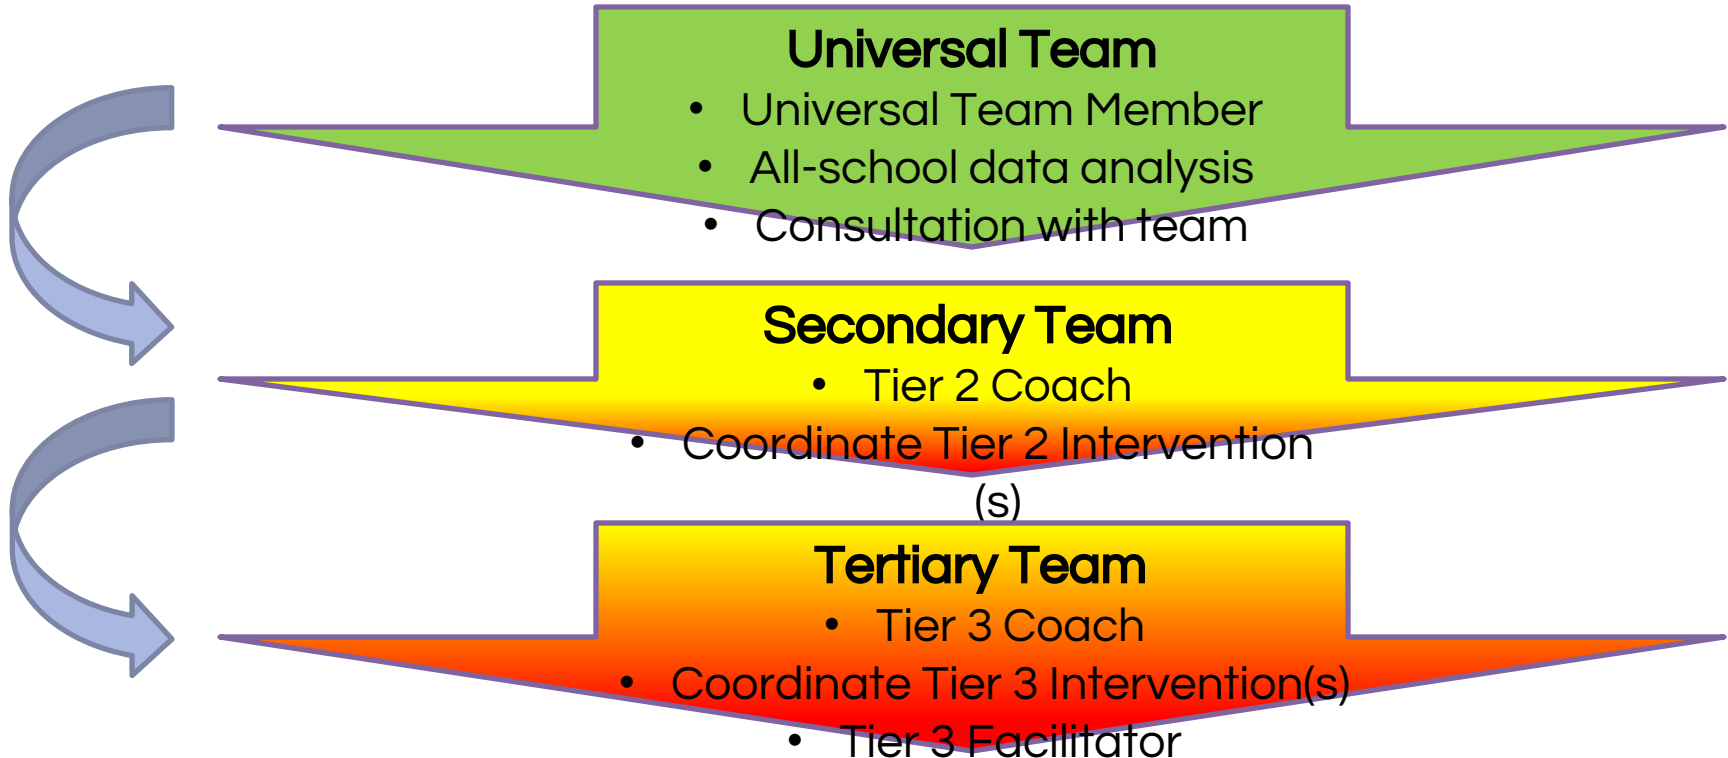 Universal Team
• Universal Team Member
• All-school data analysis
• Consultation with team
Secondary Team
• Tier 2 Coach
• Coordinate Tier 2 Intervention
(s)
Tertiary Team
• Tier 3 Coach
• Coordinate Tier 3 Intervention(s)
• Tier 3 Facilitator